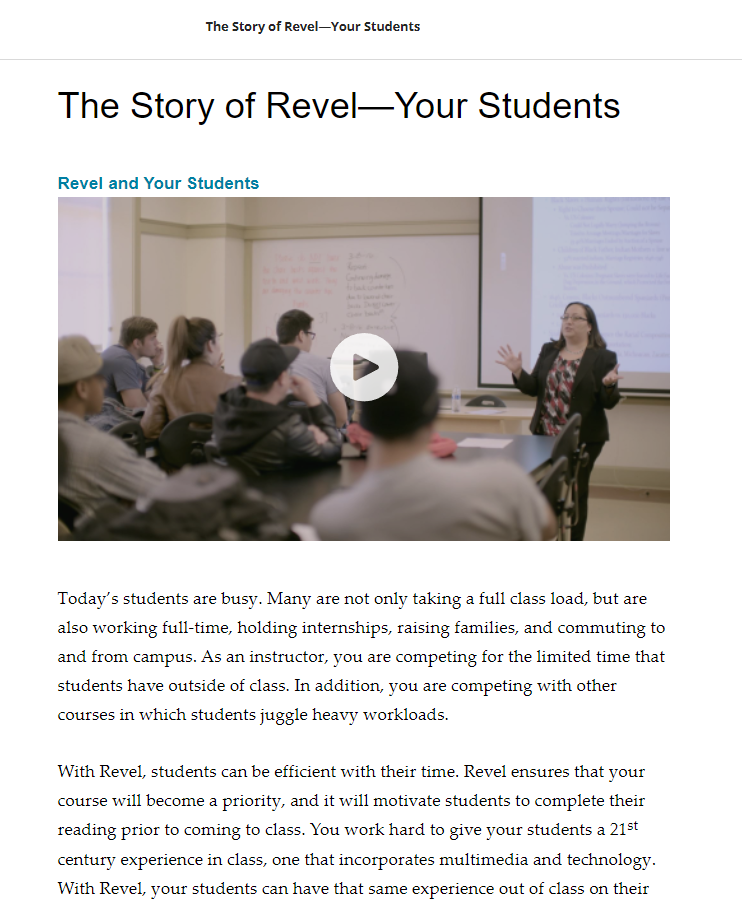 The Story of Revel—Your Students
The Story of Revel—Your Students
Revel and Your Students
Today’s students are busy. Many are not only taking a full class load, but are
also working full-time, holding internships, raising families, and commuting to
and from campus. As an instructor, you are competing for the limited time that
students have outside of class. In addition, you are competing with other
courses in which students juggle heavy workloads.
With Revel, students can be efficient with their time. Revel ensures that your
course will become a priority, and it will motivate students to complete their
reading prior to coming to class. You work hard to give your students a 21st
century experience in class, one that incorporates multimedia and technology.
With Revel, your students can have that same experience out of class on their